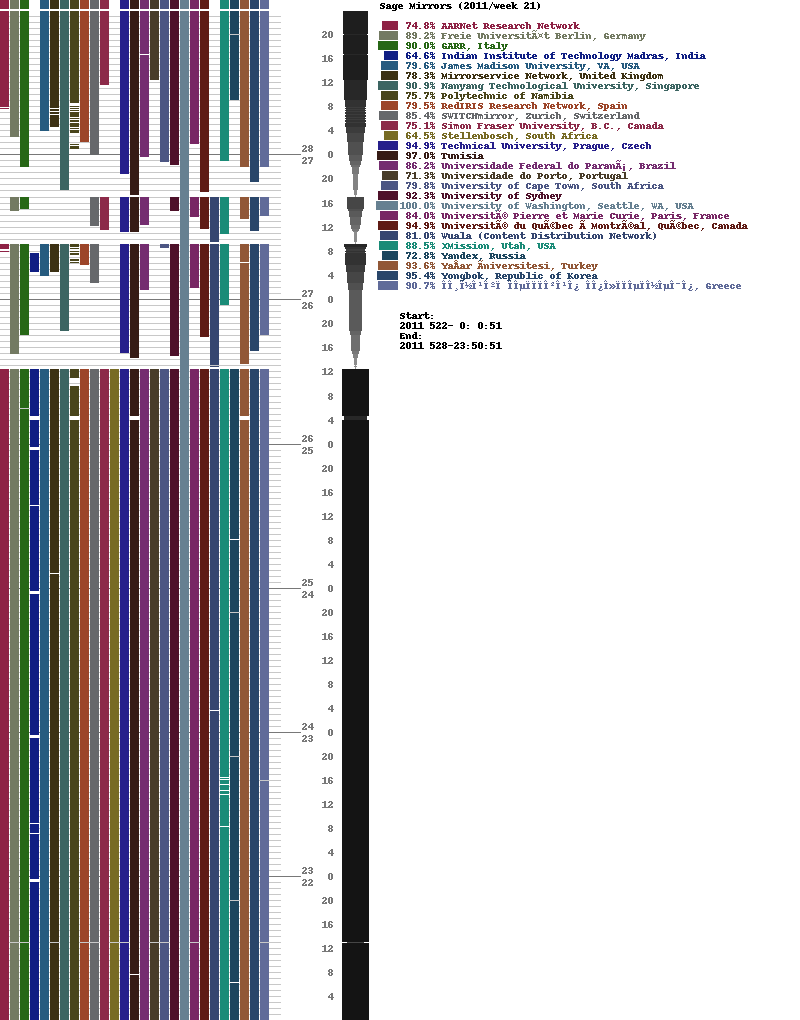 Sage Mirrors (2011/week 21)
74.8% AARNet Research Network
89.2% Freie UniversitÃ¤t Berlin, Germany
90.0% GARR, Italy
64.6% Indian Institute of Technology Madras, India
79.6% James Madison University, VA, USA
78.3% Mirrorservice Network, United Kingdom
90.9% Nanyang Technological University, Singapore
75.7% Polytechnic of Namibia
79.5% RedIRIS Research Network, Spain
85.4% SWITCHmirror, Zurich, Switzerland
75.1% Simon Fraser University, B.C., Canada
64.5% Stellenbosch, South Africa
94.9% Technical University, Prague, Czech
97.0% Tunisia
86.2% Universidade Federal do ParanÃ¡, Brazil
71.3% Universidade do Porto, Portugal
79.8% University of Cape Town, South Africa
92.3% University of Sydney
100.0% University of Washington, Seattle, WA, USA
84.0% UniversitÃ© Pierre et Marie Curie, Paris, France
94.9% UniversitÃ© du QuÃ©bec Ã MontrÃ©al, QuÃ©bec, Canada
81.0% Wuala (Content Distribution Network)
88.5% XMission, Utah, USA
72.8% Yandex, Russia
93.6% YaÅar Ãniversitesi, Turkey
95.4% Yongbok, Republic of Korea
90.7% Greece
Start:
2011 522- 0: 0:51
End:
2011 528-23:50:51
20
16
12
8
4
28
0
27
20
16
12
8
4
27
0
26
20
16
12
8
4
26
0
25
20
16
12
8
4
25
0
24
20
16
12
8
4
24
0
23
20
16
12
8
4
23
0
22
20
16
12
8
4